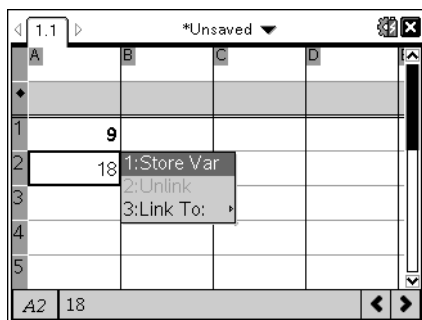 1.1 *Unsaved
A B C D E
1 9
2 18 1:Store Var
2:Unlink
3 3:Link To:
4
5
A2 18